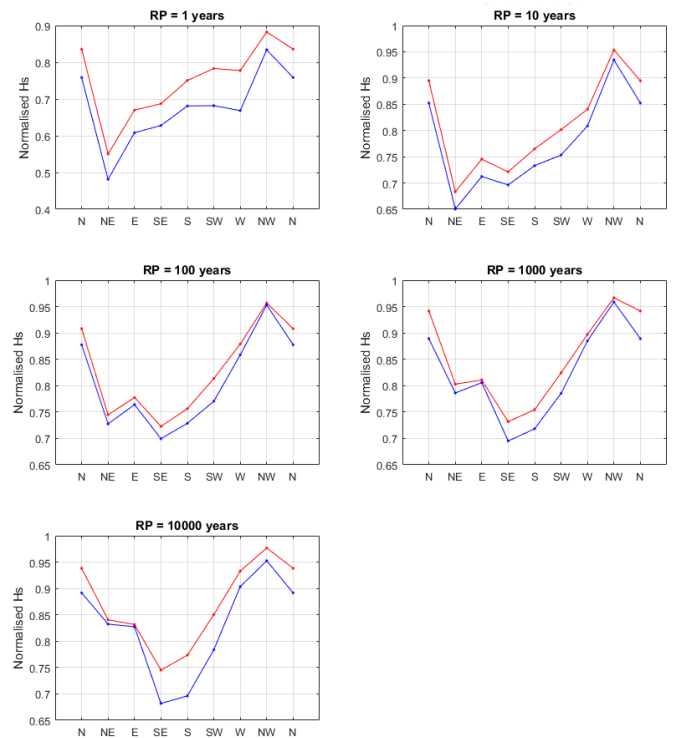 RP = 1 years
Normalised Hs
0.9
0.8
0.7
0.6
0.5
0.4
N NE E SE S SW W NW N
RP = 10 years
Normalised Hs
1
0.95
0.9
0.85
0.8
0.75
0.7
0.65
N NE E SE S SW W NW N
RP = 100 years
Normalised Hs
1
0.95
0.9
0.85
0.8
0.75
0.7
0.65
N NE E SE S SW W NW N
RP = 1000 years
Normalised Hs
1
0.95
0.9
0.85
0.8
0.75
0.7
0.65
N NE E SE S SW W NW N
RP = 10000 years
Normalised Hs
1
0.95
0.9
0.85
0.8
0.75
0.7
0.65
N NE E SE S SW W NW N